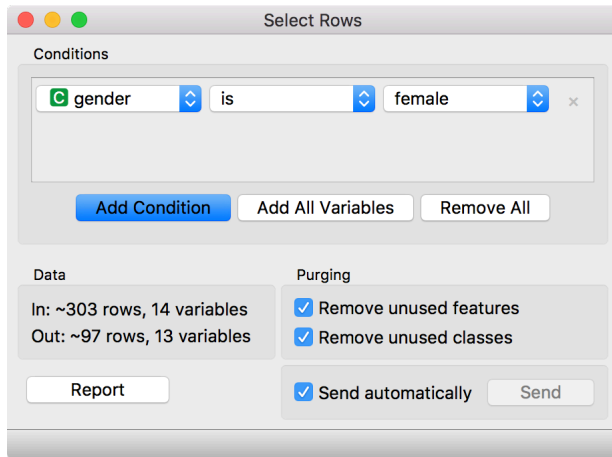 Select Rows
Conditions
C gender is female ×
Add Condition Add All Variables Remove All
Data Purging
In: ~303 rows, 14 variables Remove unused features
Out: ~97 rows, 13 variables Remove unused classes
Report Send automatically Send